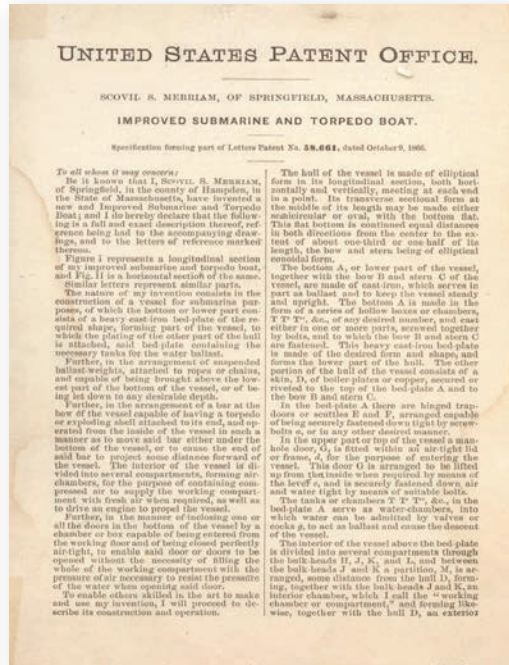 UNITED STATES PATENT OFFICE.
SCOVIL S. MERRIAM, OF SPRINGFIELD, MASSACHUSETTS.
IMPROVED SUBMARINE AND TORPEDO BOAT.
Specification forming part of Letters Patent No. 58,661, dated October 9, 1866.
To all whom it may concern:
Be it known that I, SCOVIL S. MERRIAM,
of Springfield, in the county of Hampden, in
the State of Massachusetts, have invented a
new and Improved Submarine and Torpedo
Boat; and I do hereby declare that the follow-
ing is a full and exact description thereof, ref-
erence being had to the accompanying draw-
ings, and to the letters of reference marked
thereon.
Figure i represents a longitudinal section
of my improved submarine and torpedo boat,
and Fig. II is a horizontal section of the same.
Similar letters represent similar parts.
The nature of my invention consists in the
construction of a vessel for submarine pur-
poses, of which the bottom or lower part con-
sists of a heavy cast-iron bed-plate of the re-
quired shape, forming part of the vessel, to
which the plating of the other part of the hull
is attached, said bed-plate containing the
necessary tanks for the water ballast.
Further, in the arrangement of suspended
ballast-weights, attached to ropes or chains,
and capable of being brought above the low-
est part of the bottom of the vessel, or of be-
ing let down to any desirable depth.
Further, in the arrangement of a bar at the
bow of the vessel capable of having a torpedo
or exploding shell attached to its end, and op-
erated from the inside of the vessel in such a
manner as to move said bar either under the
bottom of the vessel, or to cause the end of
said bar to project some distance forward of
the vessel. The interior of the vessel is di-
vided into several compartments, forming air-
chambers, for the purpose of containing com-
pressed air to supply the working compart-
ment with fresh air when required, as well as
to drive an engine to propel the vessel.
Further, in the manner of inclosing one or
all the doors in the bottom of the vessel by a
chamber or box capable of being entered from
the working door and of being closed perfectly
air-tight, to enable said door or doors to be
opened without the necessity of filling the
whole of the working compartment with the
pressure of air necessary to resist the pressure
of the water when opening said door.
To enable others skilled in the art to make
and use my invention, I will proceed to de-
scribe its construction and operation.
The hull of the vessel is made of elliptical
form in its longitudinal section, both hori-
zontally and vertically, meeting at each end
in a point. Its transverse sectional form at
the middle of its length may be made either
semicircular or oval, with the bottom flat.
This flat bottom is continued equal distances
in both directions from the center to the ex-
tent of about one-third or one-half of its
length, the bow and stern being of elliptical
conoidal form.
The bottom A, or lower part of the vessel,
together with the bow B and stern C of the
vessel, are made of cast-iron, which serves in
part as ballast and to keep the vessel steady
and upright. The bottom A is made in the
form of a series of hollow boxes or chambers,
T T' T'', &c., of any desired number, and cast
either in one or more parts, screwed together
by bolts, and to which the bow B and stern C
are fastened. This heavy cast-iron bed-plate
is made of the desired form and shape, and
forms the lower part of the hull. The other
portion of the hull of the vessel consists of a
skin, D, of boiler-plates or copper, secured or
riveted to the top of the bed-plate A and to
the bow B and stern C.
In the bed-plate A there are hinged trap-
doors or scuttles E and F, arranged capable
of being securely fastened down tight by screw-
bolts a, or in any other desired manner.
In the upper part or top of the vessel a man-
hole door, G, is fitted within an air-tight lid
or frame, d, for the purpose of entering the
vessel. This door G is arranged to be lifted
up from the inside when required by means of
the level c, and is securely fastened down air
and water tight by means of suitable bolts.
The tanks or chambers T T' T'', &c., in the
bed-plate A serve as water-chambers, into
which water can be admitted by valves or
cocks g, to act as ballast and cause the descent
of the vessel.
The interior of the vessel above the bed-plate
is divided into several compartments through
the bulk-heads H, J, K, and L, and between
the bulk-heads J and K a partition, M, is ar-
ranged, some distance from the hull D, form-
ing, together with the bulk-heads J and K, an
interior chamber, which I call the "working
chamber or compartment," and forming like-
wise, together with the hull D, an exterior